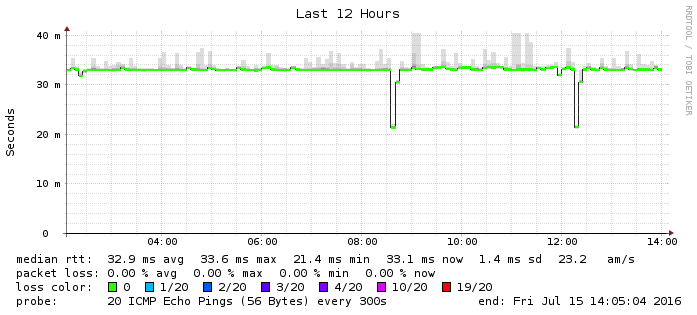 Last 12 Hours
RRDTOOL / TOBI OETIKER
Seconds
40 m
30 m
20 m
10 m
0
04:00 06:00 08:00 10:00 12:00 14:00
median rtt: 32.9 ms avg 33.6 ms max 21.4 ms min 33.1 ms now 1.4 ms sd 23.2 am/s
packet loss: 0.00 % avg 0.00 % max 0.00 % min 0.00 % now
loss color: 0 1/20 2/20 3/20 4/20 10/20 19/20
probe: 20 ICMP Echo Pings (56 Bytes) every 300s end: Fri Jul 15 14:05:04 2016